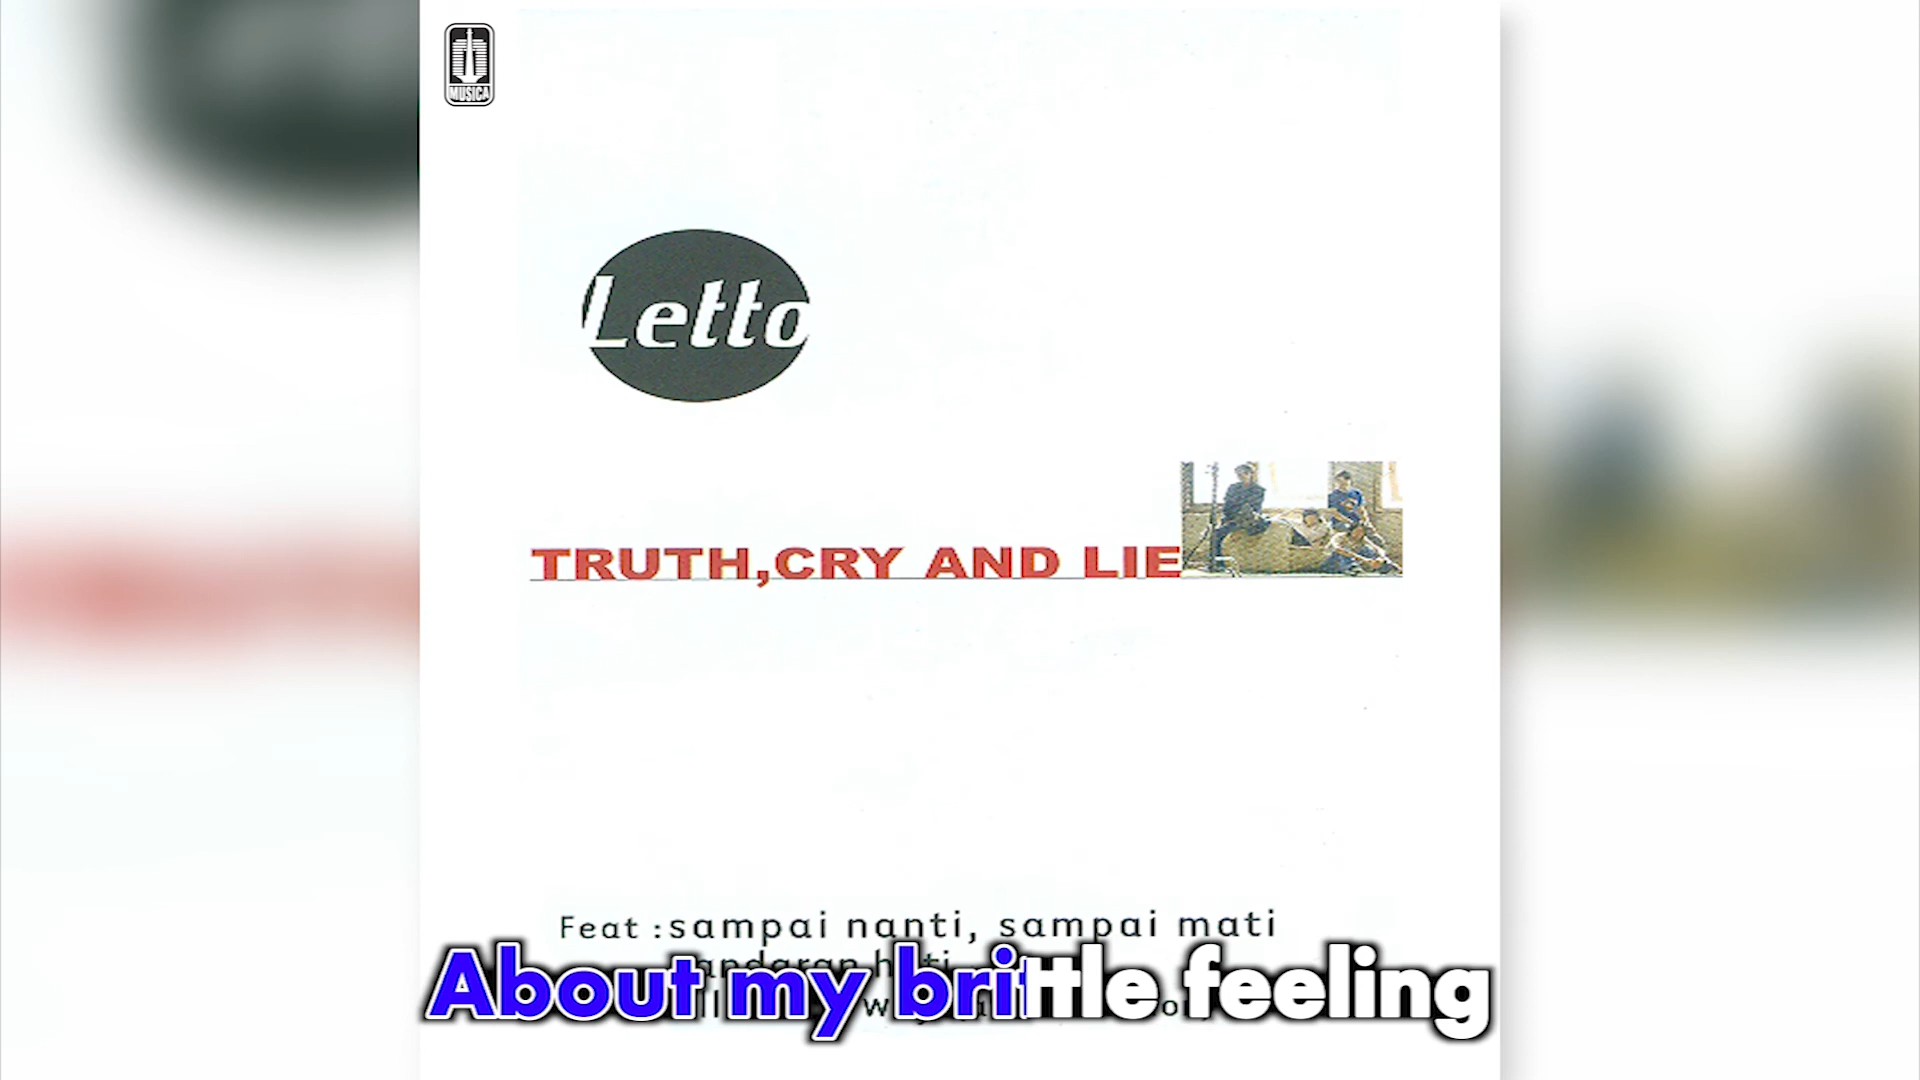 MUSICA
Letto
TRUTH,CRY AND LIE
Feat : sampai nanti, sampai mati
About my brittle feeling